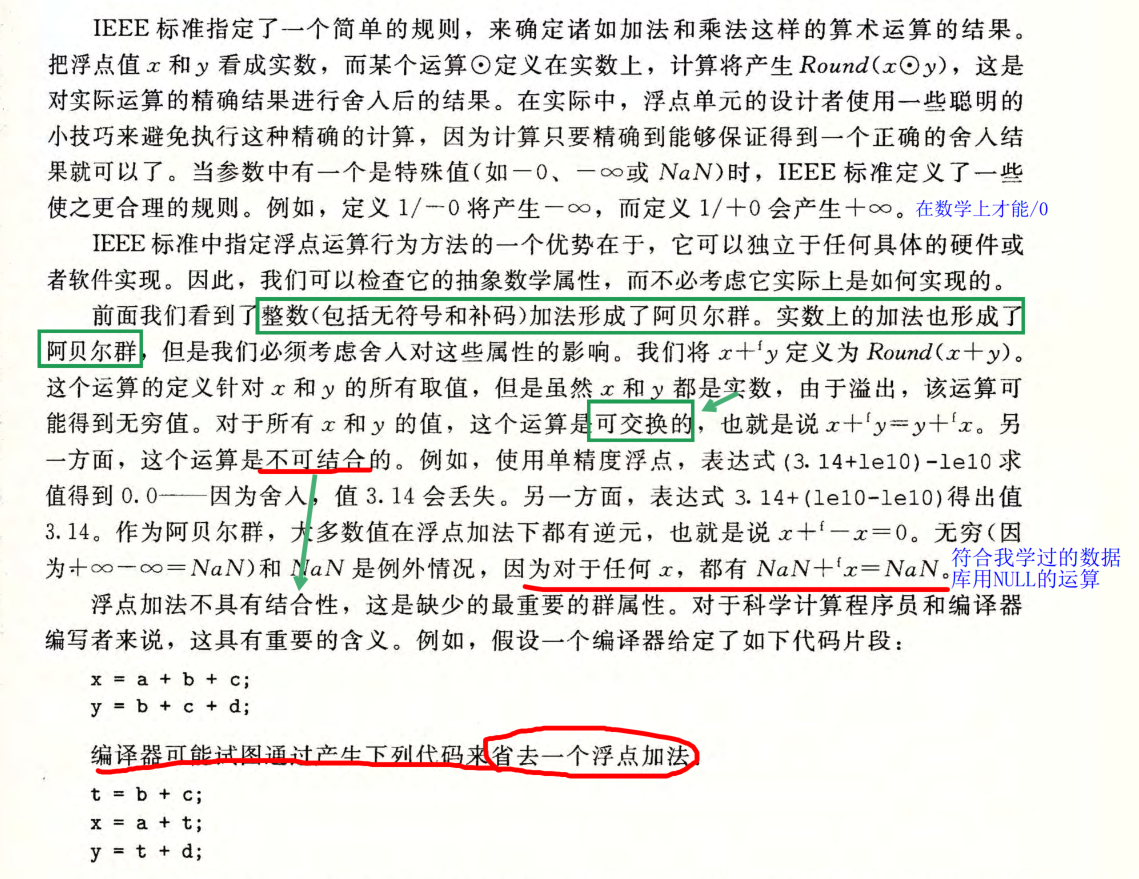 IEEE 标准指定了一个简单的规则，来确定诸如加法和乘法这样的算术运算的结果。
把浮点值 x 和 y 看成实数，而某个运算⊙定义在实数上，计算将产生 Round(x⊙y)，这是
对实际运算的精确结果进行舍入后的结果。在实际中，浮点单元的设计者使用一些聪明的
小技巧来避免执行这种精确的计算，因为计算只要精确到能够保证得到一个正确的舍入结
果就可以了。当参数中有一个是特殊值(如－0、－∞或 NaN)时，IEEE 标准定义了一些
使之更合理的规则。例如，定义 1/－0 将产生－∞，而定义 1/＋0 会产生＋∞。 在数学上才能/0
IEEE 标准中指定浮点运算行为方法的一个优势在于，它可以独立于任何具体的硬件或
者软件实现。因此，我们可以检查它的抽象数学属性，而不必考虑它实际上是如何实现的。
前面我们看到了整数(包括无符号和补码)加法形成了阿贝尔群。实数上的加法也形成了
阿贝尔群，但是我们必须考虑舍入对这些属性的影响。我们将 x＋ᶠy 定义为 Round(x＋y)。
这个运算的定义针对 x 和 y 的所有取值，但是虽然 x 和 y 都是实数，由于溢出，该运算可
能得到无穷值。对于所有 x 和 y 的值，这个运算是可交换的，也就是说 x＋ᶠy＝y＋ᶠx。另
一方面，这个运算是不可结合的。例如，使用单精度浮点，表达式 (3.14+1e10)-1e10 求
值得到 0.0——因为舍入，值 3.14 会丢失。另一方面，表达式 3.14+(1e10-1e10)得出值
3.14。作为阿贝尔群，大多数值在浮点加法下都有逆元，也就是说 x＋ᶠ－x＝0。无穷(因
为＋∞－∞＝NaN)和 NaN 是例外情况，因为对于任何 x，都有 NaN＋ᶠx＝NaN。
符合我学过的数据
库用NULL的运算
浮点加法不具有结合性，这是缺少的最重要的群属性。对于科学计算程序员和编译器
编写者来说，这具有重要的含义。例如，假设一个编译器给定了如下代码片段：
x = a + b + c;
y = b + c + d;
编译器可能试图通过产生下列代码来省去一个浮点加法：
t = b + c;
x = a + t;
y = t + d;